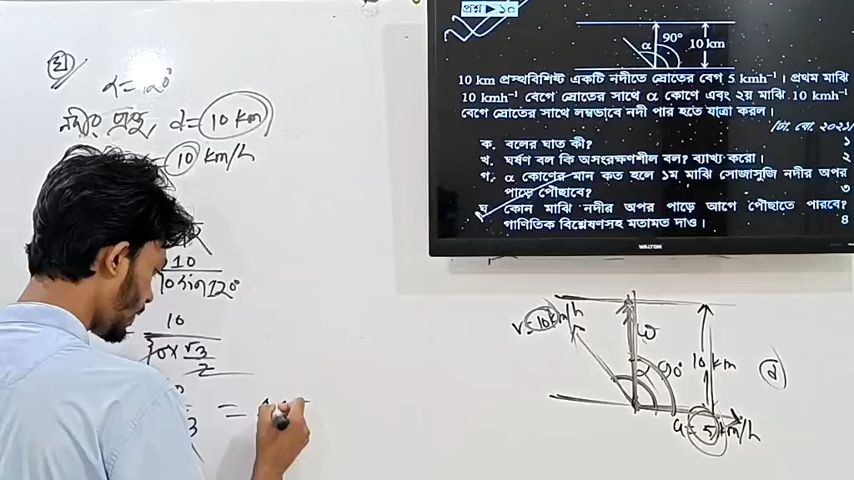 প্রশ্ন ▶ ১০
α 90° 10 km
10 km প্রস্থবিশিষ্ট একটি নদীতে স্রোতের বেগ 5 kmh⁻¹। প্রথম মাঝি
10 kmh⁻¹ বেগে স্রোতের সাথে α কোণে এবং ২য় মাঝি 10 kmh⁻¹
বেগে স্রোতের সাথে লম্বভাবে নদী পার হতে যাত্রা করল।
[ঢা. বো. ২০২১]
ক. বলের ঘাত কী? ১
খ. ঘর্ষণ বল কি অসংরক্ষণশীল বল? ব্যাখ্যা করো। ২
গ. α কোণের মান কত হলে ১ম মাঝি সোজাসুজি নদীর অপর
পাড়ে পৌঁছাবে? ৩
ঘ. কোন মাঝি নদীর অপর পাড়ে আগে পৌঁছাতে পারবে?
গাণিতিক বিশ্লেষণসহ মতামত দাও। ৪
WALTON
ঘ
α = 120°
নদীর প্রস্থ, d = 10 km
10 km/h
10
10 sin 120°
10
10 × √3
2
3 =
v = 10 km/h
w
α 90° 10 km d
u = 5 km/h